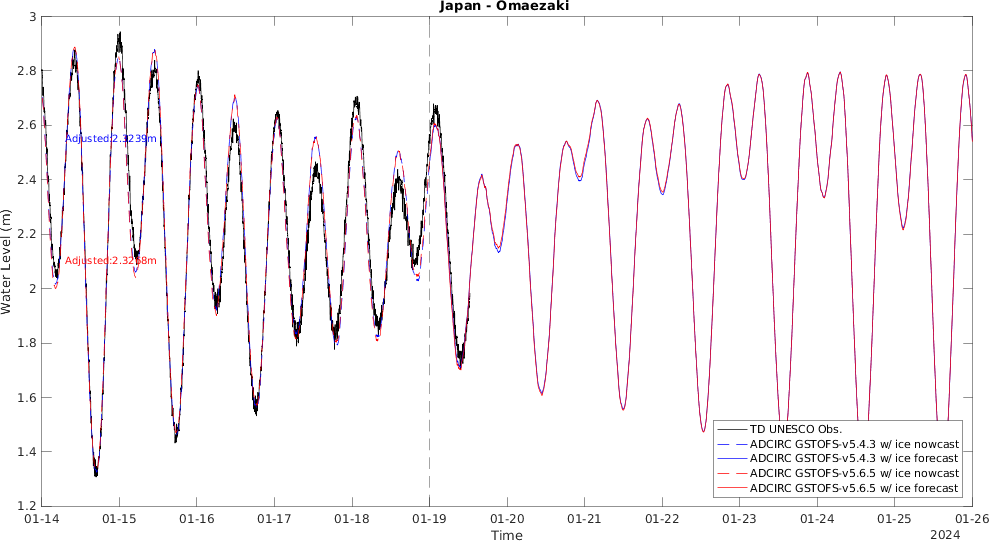 Japan - Omaezaki
3
2.8
2.6
2.4
2.2
2
1.8
1.6
1.4
1.2
Water Level (m)
Adjusted:2.3239m
Adjusted:2.3268m
TD UNESCO Obs.
ADCIRC GSTOFS-v5.4.3 w/ ice nowcast
ADCIRC GSTOFS-v5.4.3 w/ ice forecast
ADCIRC GSTOFS-v5.6.5 w/ ice nowcast
ADCIRC GSTOFS-v5.6.5 w/ ice forecast
01-14 01-15 01-16 01-17 01-18 01-19 01-20 01-21 01-22 01-23 01-24 01-25 01-26
Time
2024